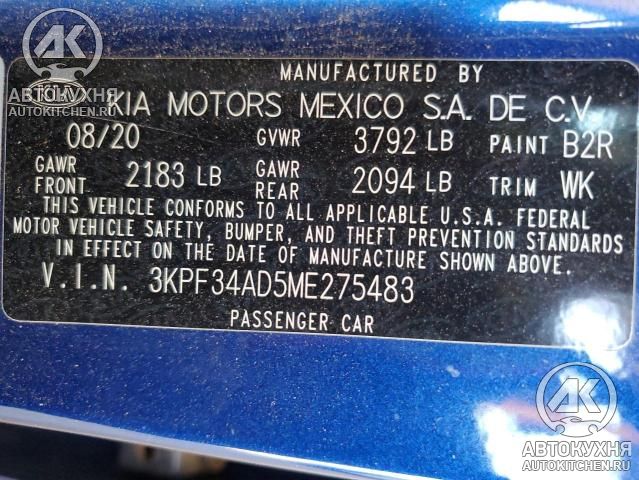 AK
АВТОКУХНЯ
AUTOKITCHEN.RU
MANUFACTURED BY
KIA MOTORS MEXICO S.A. DE C.V.
08/20 GVWR 3792 LB PAINT B2R
GAWR FRONT 2183 LB GAWR REAR 2094 LB TRIM WK
THIS VEHICLE CONFORMS TO ALL APPLICABLE U.S.A. FEDERAL
MOTOR VEHICLE SAFETY, BUMPER, AND THEFT PREVENTION STANDARDS
IN EFFECT ON THE DATE OF MANUFACTURE SHOWN ABOVE.
V.I.N. 3KPF34AD5ME275483
PASSENGER CAR
AK
АВТОКУХНЯ
AUTOKITCHEN.RU